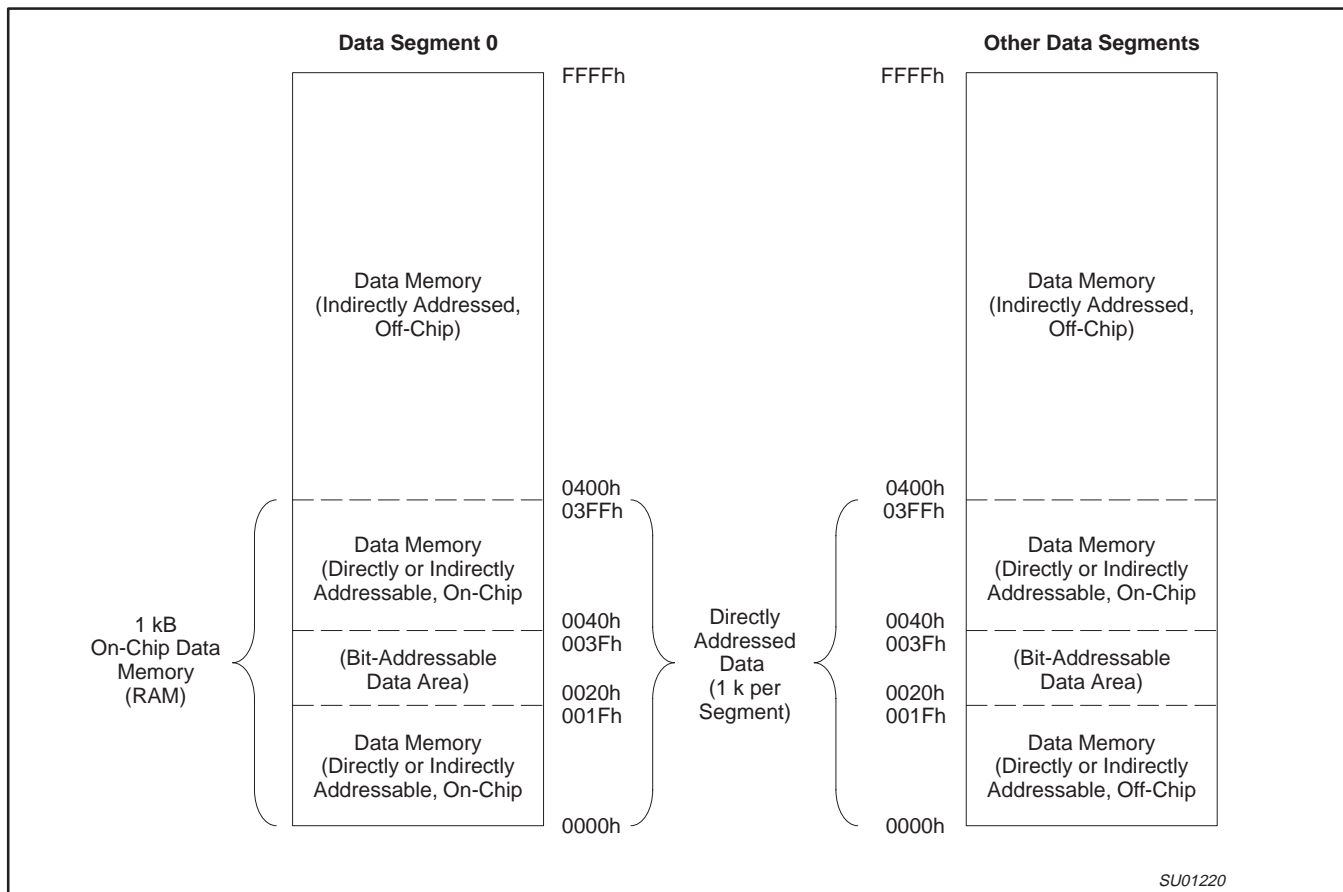 Data Segment 0
FFFFh
Data Memory
(Indirectly Addressed,
Off-Chip)
0400h
03FFh
Data Memory
(Directly or Indirectly
Addressable, On-Chip
0040h
003Fh
(Bit-Addressable
Data Area)
0020h
001Fh
Data Memory
(Directly or Indirectly
Addressable, On-Chip
0000h
1 kB
On-Chip Data
Memory
(RAM)
Directly
Addressed
Data
(1 k per
Segment)
Other Data Segments
FFFFh
Data Memory
(Indirectly Addressed,
Off-Chip)
0400h
03FFh
Data Memory
(Directly or Indirectly
Addressable, On-Chip
0040h
003Fh
(Bit-Addressable
Data Area)
0020h
001Fh
Data Memory
(Directly or Indirectly
Addressable, Off-Chip
0000h
SU01220